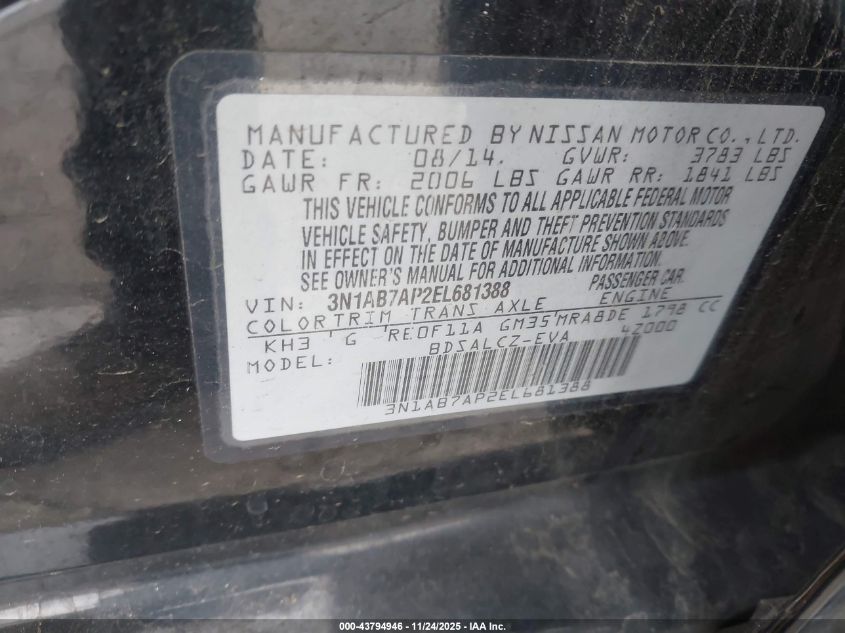 MANUFACTURED BY NISSAN MOTOR CO., LTD.
DATE: 08/14. GVWR: 3783 LBS
GAWR FR: 2006 LBS GAWR RR: 1841 LBS
THIS VEHICLE CONFORMS TO ALL APPLICABLE FEDERAL MOTOR
VEHICLE SAFETY, BUMPER AND THEFT PREVENTION STANDARDS
IN EFFECT ON THE DATE OF MANUFACTURE SHOWN ABOVE.
SEE OWNER'S MANUAL FOR ADDITIONAL INFORMATION.
VIN: 3N1AB7AP2EL681388 PASSENGER CAR.
COLOR TRIM TRANS AXLE ENGINE
KH3 'G 'RE0F11A GM35'MRA8DE 1798 CC
MODEL: BDSALCZ-EVA 4Z000
3N1AB7AP2EL681388
000-43794946 - 11/24/2025 - IAA Inc.